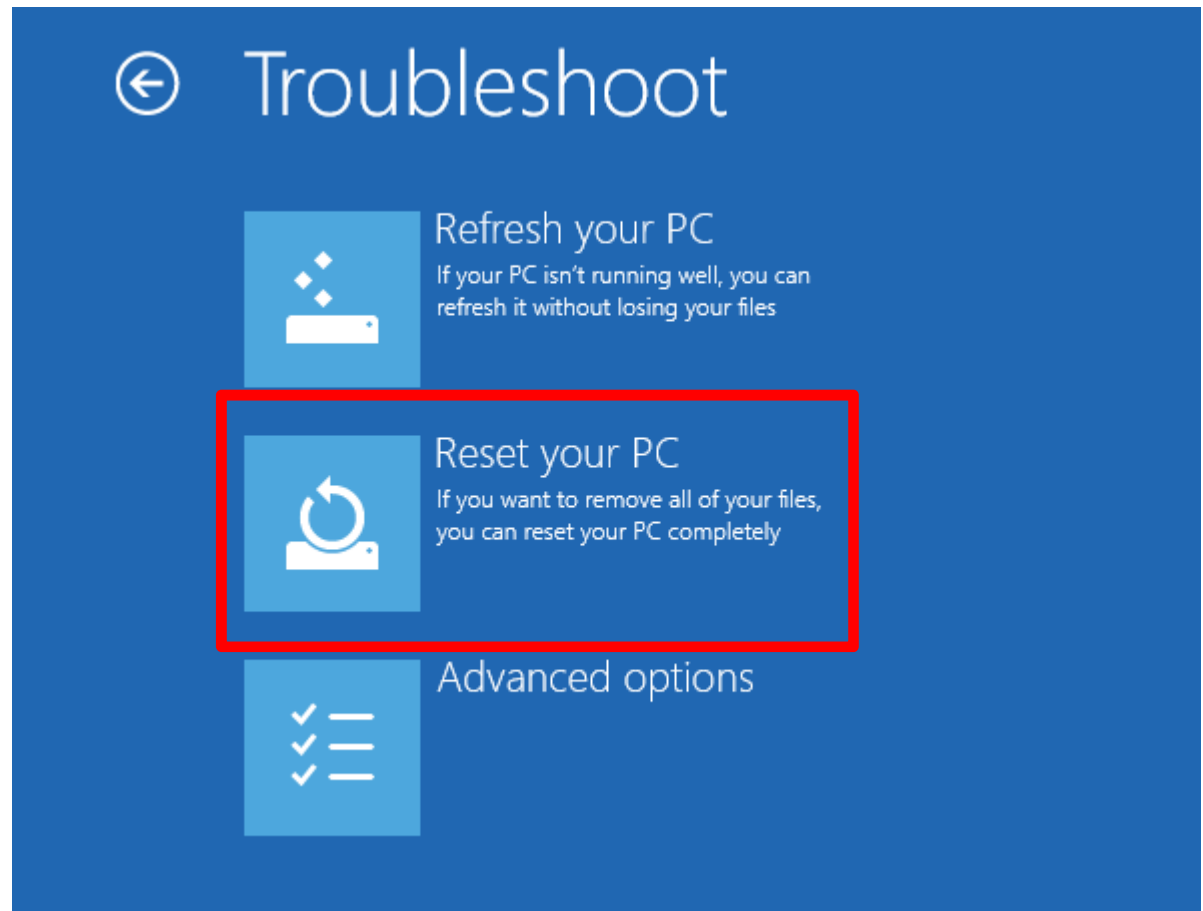 Troubleshoot
Refresh your PC
If your PC isn't running well, you can
refresh it without losing your files
Reset your PC
If you want to remove all of your files,
you can reset your PC completely
Advanced options